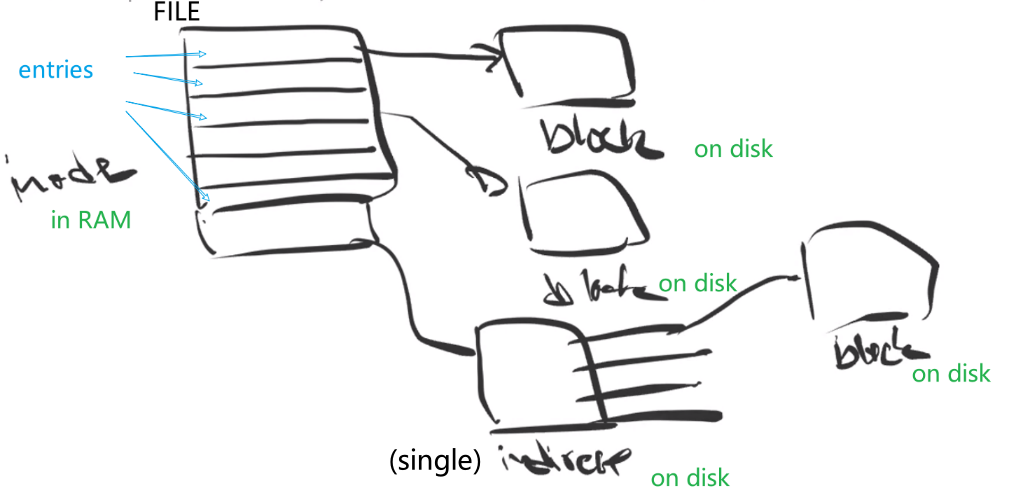 FILE
entries
block
on disk
inode
in RAM
block
on disk
block
on disk
(single) indirect
on disk